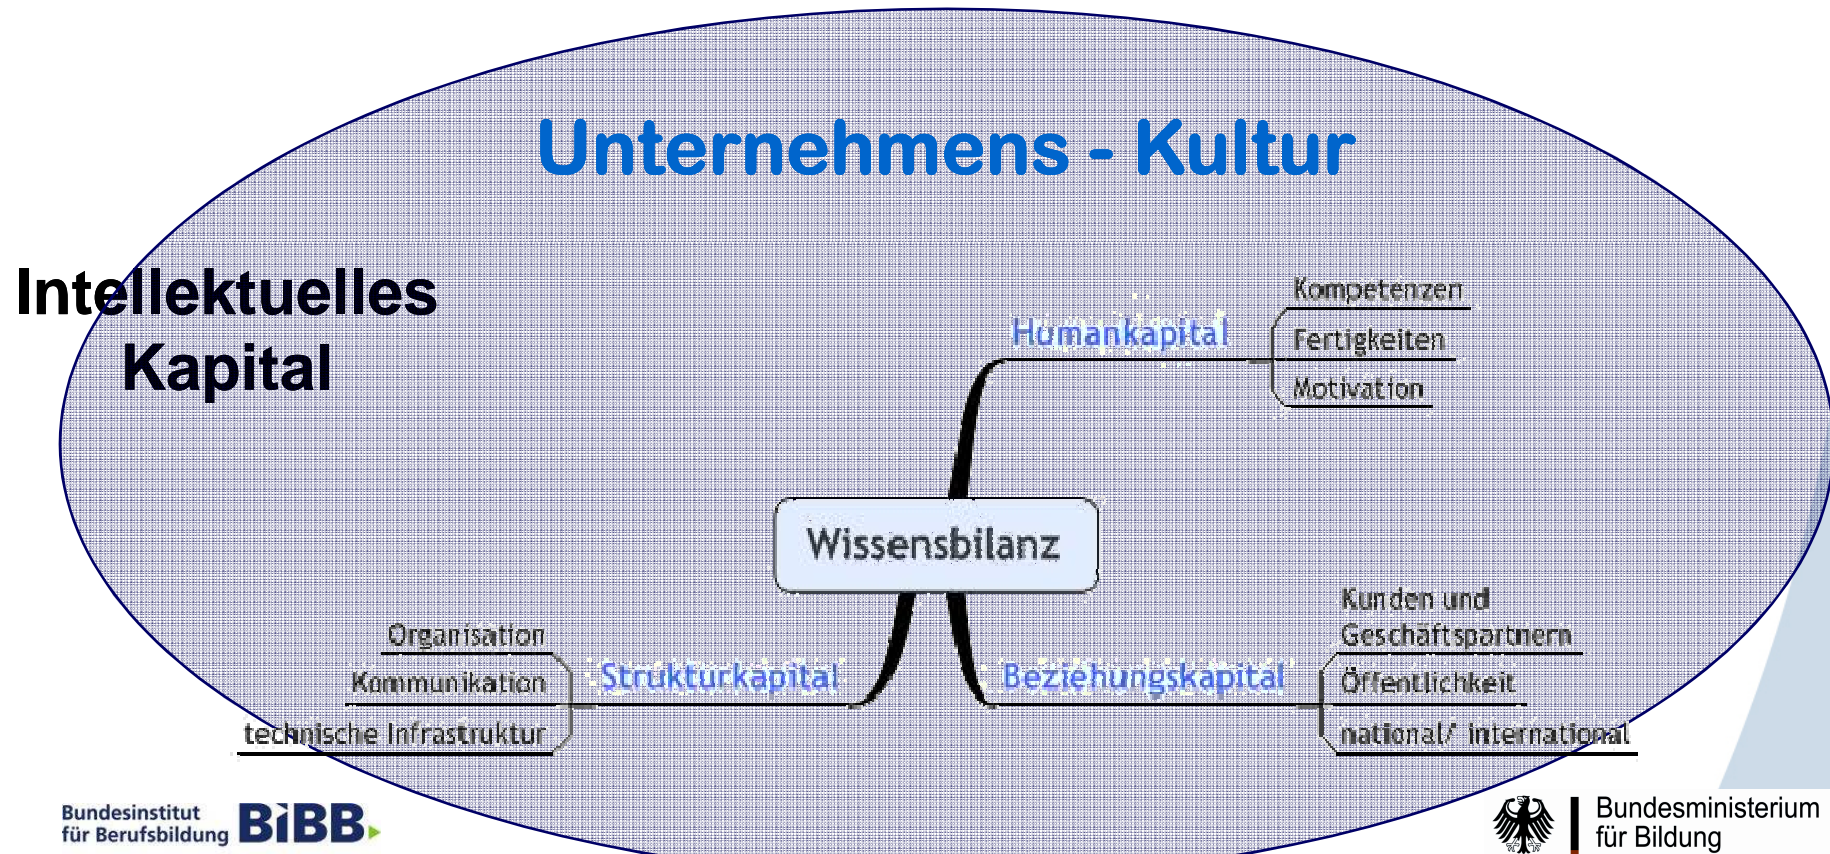 Unternehmens - Kultur
Intellektuelles
Kapital
Humankapital
Kompetenzen
Fertigkeiten
Motivation
Wissensbilanz
Organisation
Kommunikation
technische Infrastruktur
Strukturkapital
Beziehungskapital
Kunden und
Geschäftspartnern
Öffentlichkeit
national/ international
Bundesinstitut
für Berufsbildung
BiBB
Bundesministerium
für Bildung